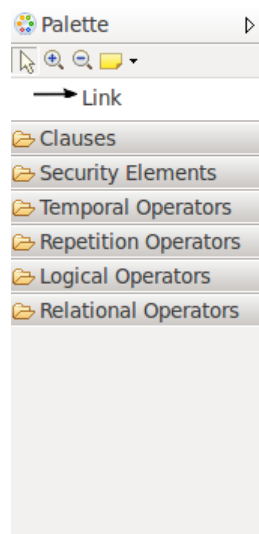 Palette
Link
Clauses
Security Elements
Temporal Operators
Repetition Operators
Logical Operators
Relational Operators